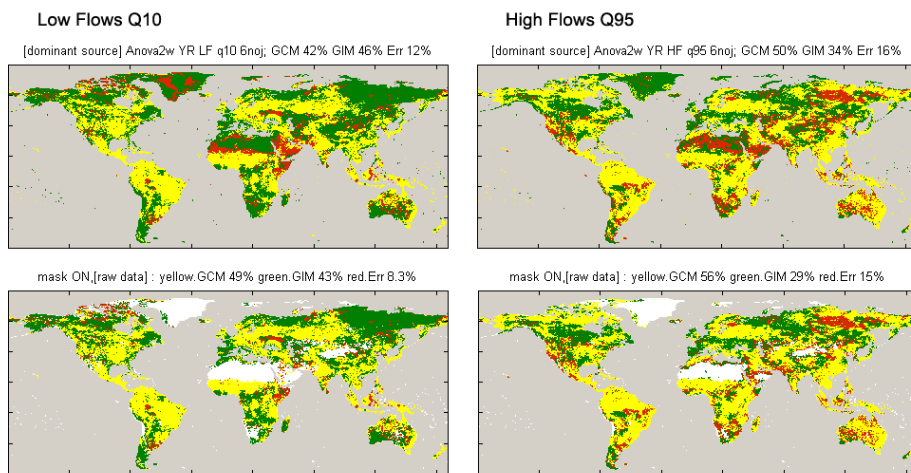 Low Flows Q10
High Flows Q95
[dominant source] Anova2w YR LF q10 6noj; GCM 42% GIM 46% Err 12%
[dominant source] Anova2w YR HF q95 6noj; GCM 50% GIM 34% Err 16%
mask ON,[raw data] : yellow.GCM 49% green.GIM 43% red.Err 8.3%
mask ON,[raw data] : yellow.GCM 56% green.GIM 29% red.Err 15%